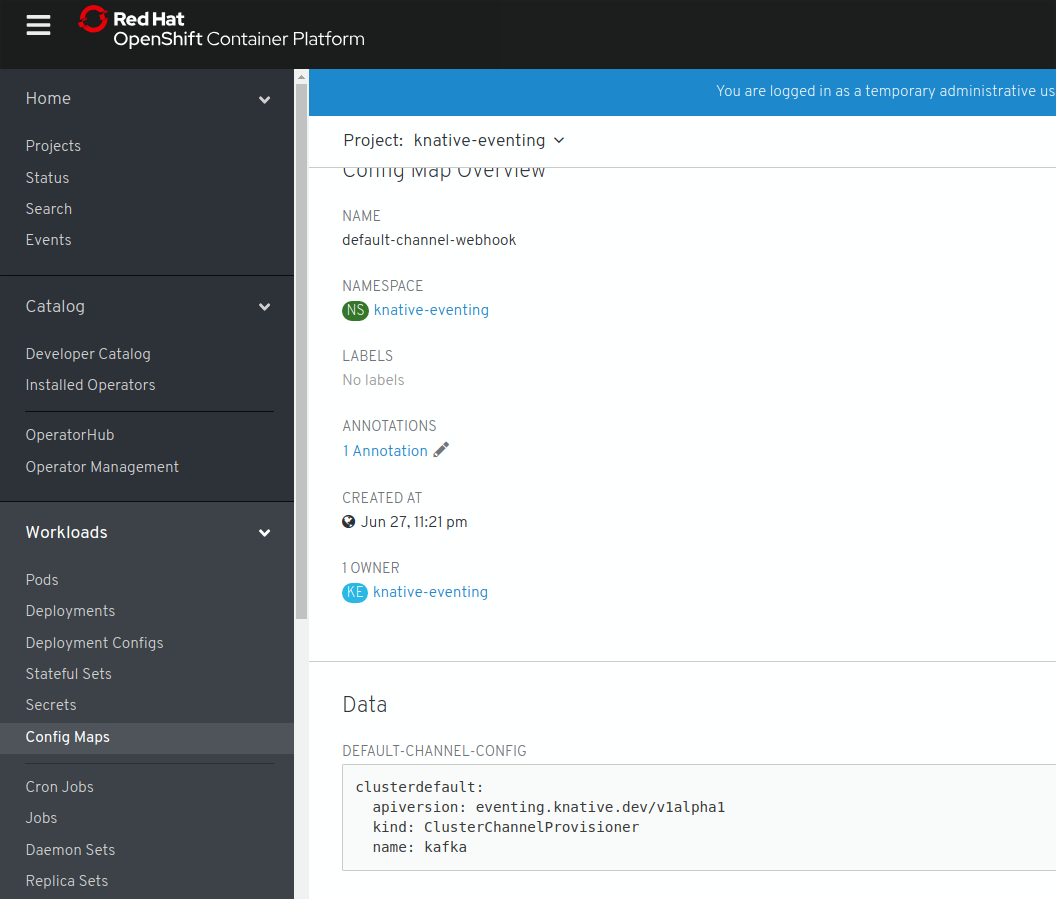 Red Hat
OpenShift Container Platform
Home
Projects
Status
Search
Events
Catalog
Developer Catalog
Installed Operators
OperatorHub
Operator Management
Workloads
Pods
Deployments
Deployment Configs
Stateful Sets
Secrets
Config Maps
Cron Jobs
Jobs
Daemon Sets
Replica Sets
You are logged in as a temporary administrative us
Project: knative-eventing
Config Map Overview
NAME
default-channel-webhook
NAMESPACE
NS knative-eventing
LABELS
No labels
ANNOTATIONS
1 Annotation
CREATED AT
Jun 27, 11:21 pm
1 OWNER
KE knative-eventing
Data
DEFAULT-CHANNEL-CONFIG
clusterdefault:
  apiversion: eventing.knative.dev/v1alpha1
  kind: ClusterChannelProvisioner
  name: kafka